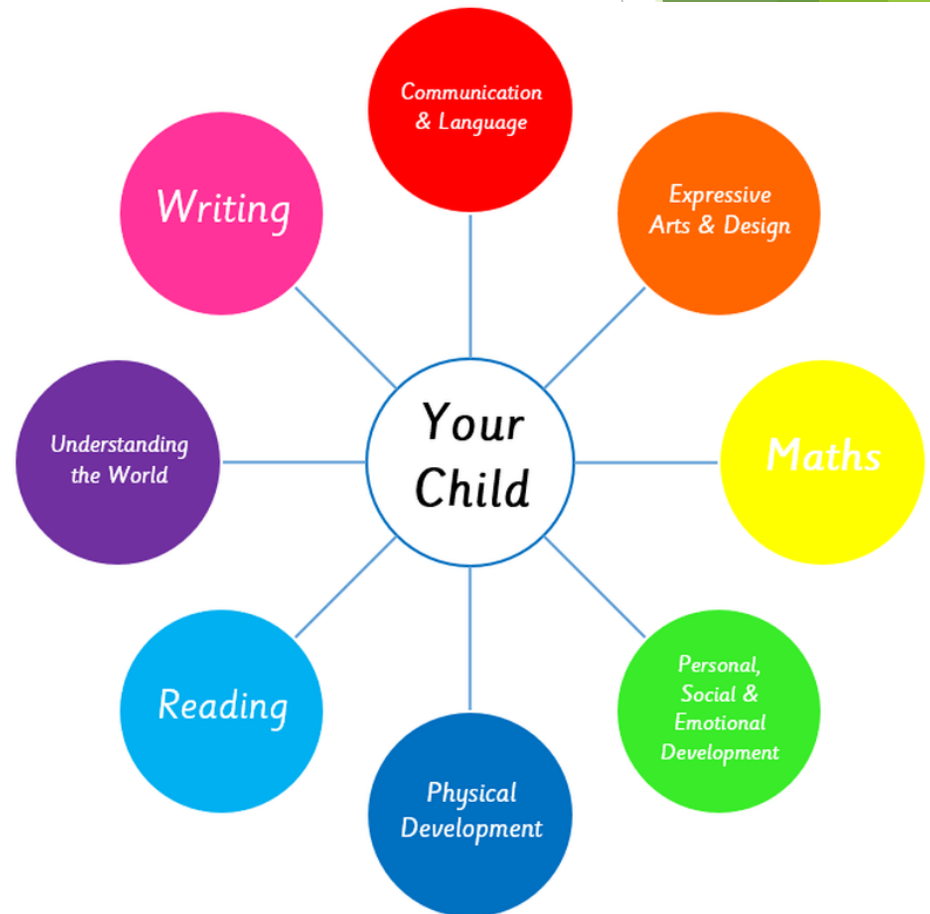 Communication
& Language
Expressive
Arts & Design
Maths
Personal,
Social &
Emotional
Development
Physical
Development
Reading
Understanding
the World
Writing
Your
Child